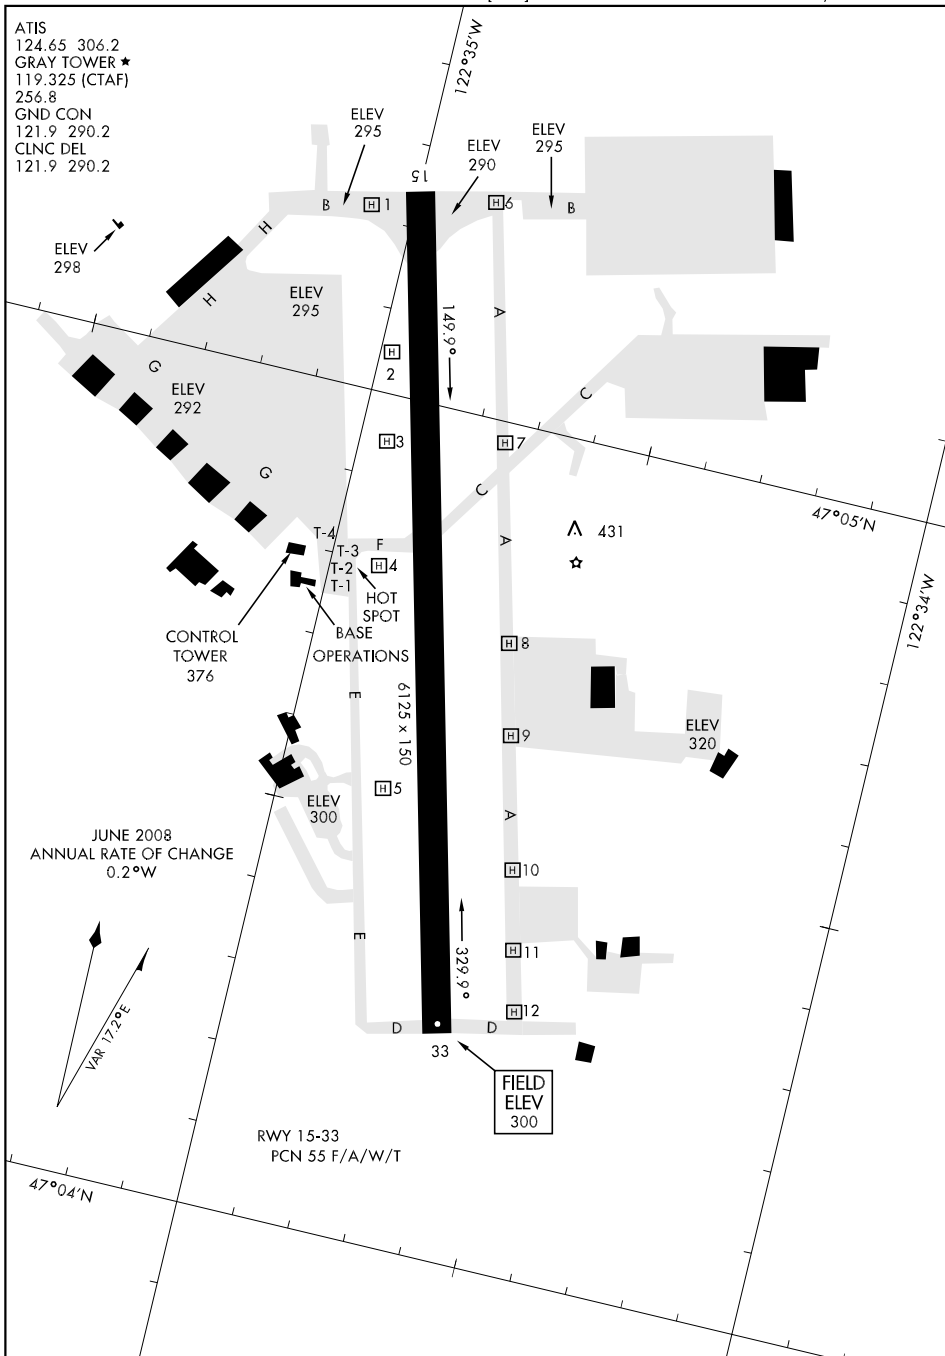 ATIS
124.65 306.2
GRAY TOWER ★
119.325 (CTAF)
256.8
GND CON
121.9 290.2
CLNC DEL
121.9 290.2
122°35'W
ELEV
295
ELEV
290
ELEV
295
15
B
H 1
H 6
B
H
ELEV
298
H
ELEV
295
A
149.9°
H
2
G
ELEV
292
C
H 3
H 7
G
C
47°05'N
T-4
T-3
F
T-2
H 4
T-1
A
431
HOT
SPOT
122°34'W
CONTROL
TOWER
376
BASE
OPERATIONS
H 8
E
6125 x 150
ELEV
320
H 9
H 5
ELEV
300
A
JUNE 2008
ANNUAL RATE OF CHANGE
0.2°W
H 10
E
329.9°
H 11
H 12
D
D
33
VAR 17.2°E
FIELD
ELEV
300
RWY 15-33
PCN 55 F/A/W/T
47°04'N